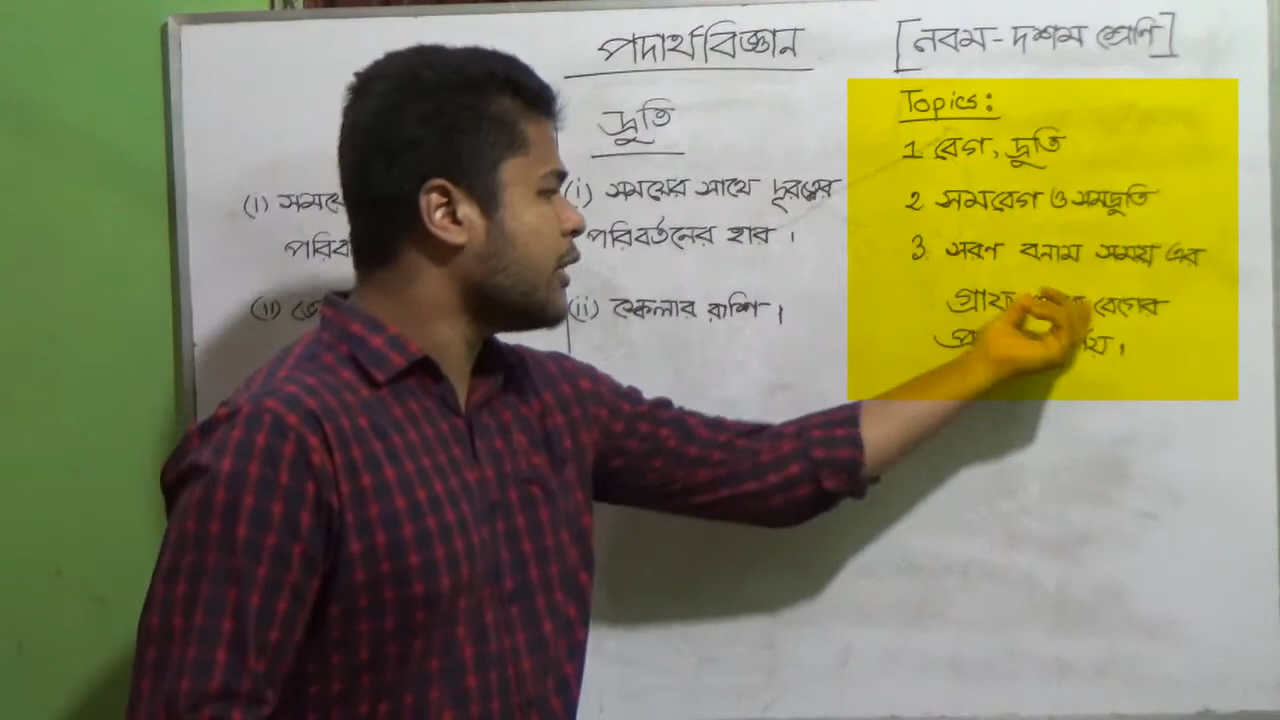 পদার্থবিজ্ঞান [নবম-দশম শ্রেণি]
দ্রুতি
(i) সময়ের সাথে দূরত্বের
পরিবর্তনের হার ।
(ii) স্কেলার রাশি ।
(i)
(ii)
Topics:
1. বেগ, দ্রুতি
2. সমবেগ ও সমদ্রুতি
3. সরণ বনাম সময় এর
বেগের